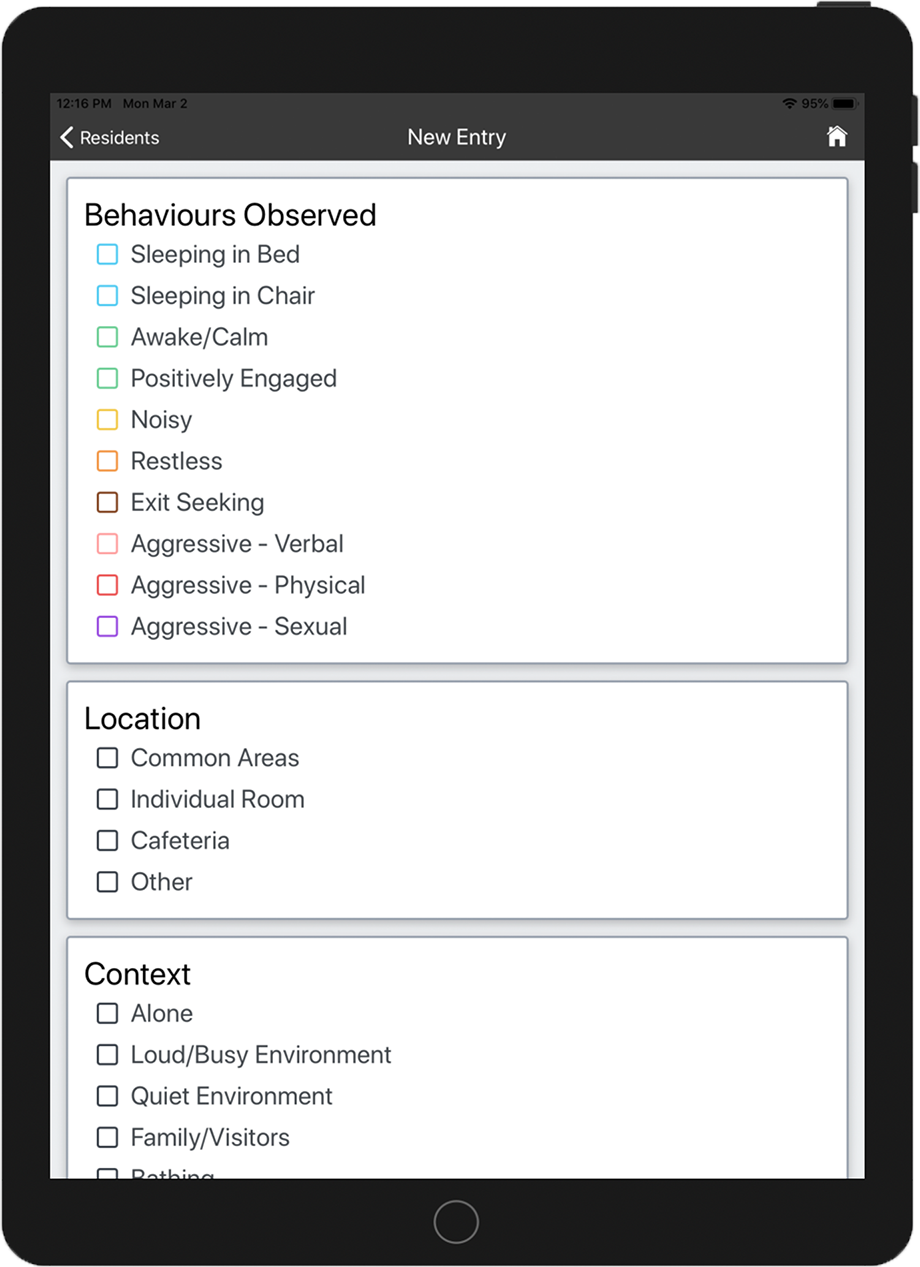 12:16 PM Mon Mar 2 95%
Residents New Entry
Behaviours Observed
Sleeping in Bed
Sleeping in Chair
Awake/Calm
Positively Engaged
Noisy
Restless
Exit Seeking
Aggressive - Verbal
Aggressive - Physical
Aggressive - Sexual
Location
Common Areas
Individual Room
Cafeteria
Other
Context
Alone
Loud/Busy Environment
Quiet Environment
Family/Visitors
Bathing